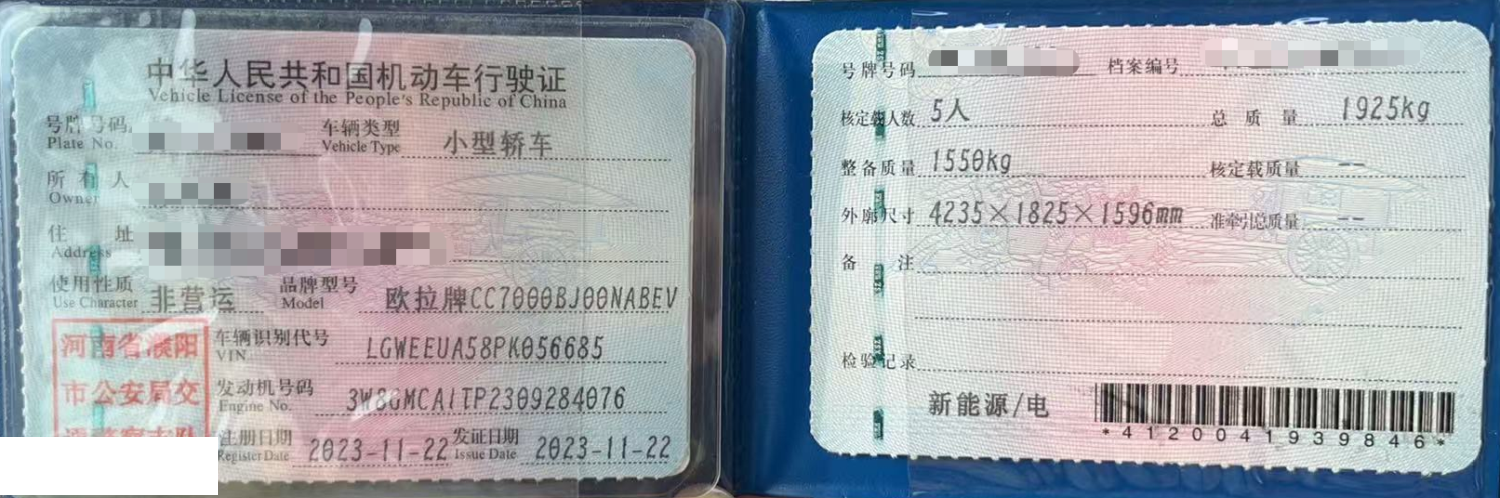 中华人民共和国机动车行驶证
Vehicle License of the People's Republic of China
号牌号码 车辆类型 小型轿车
Plate No. Vehicle Type
所有人
Owner
住址
Address
使用性质 非营运 品牌型号 欧拉牌CC7000BJ00NABEV
Use Character Model
河南省濮阳
市公安局交
车辆识别代号 LGWEEUA58PK056685
VIN
发动机号码 3W8GMCA1TP2309284076
Engine No.
注册日期 2023-11-22 发证日期 2023-11-22
Register Date Issue Date
号牌号码 档案编号
核定载人数 5人 总质量 1925kg
整备质量 1550kg 核定载质量 --
外廓尺寸 4235×1825×1596mm 准牵引总质量 --
备注
检验记录
新能源/电
*4120041939846*